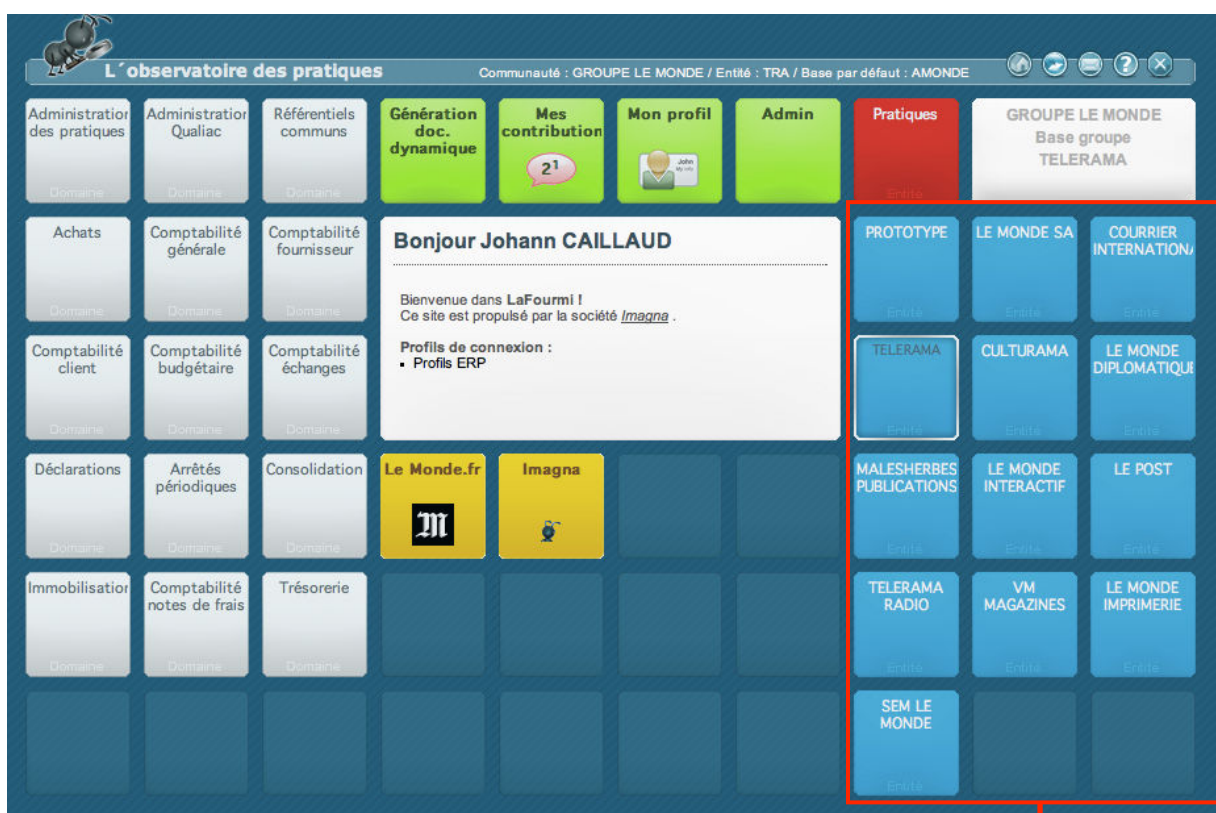 L´observatoire des pratiques
Communauté : GROUPE LE MONDE / Entité : TRA / Base par défaut : AMONDE
?
Administration
des pratiques
Domaine
Administration
Qualiac
Domaine
Référentiels
communs
Domaine
Génération
doc.
dynamique
Mes
contribution
2¹
Mon profil
John
Admin
Pratiques
Entité
GROUPE LE MONDE
Base groupe
TELERAMA
Achats
Domaine
Comptabilité
générale
Domaine
Comptabilité
fournisseur
Domaine
Bonjour Johann CAILLAUD
Bienvenue dans LaFourmi !
Ce site est propulsé par la société Imagna .
Profils de connexion :
▪ Profils ERP
PROTOTYPE
Entité
LE MONDE SA
Entité
COURRIER
INTERNATIONA
Entité
Comptabilité
client
Domaine
Comptabilité
budgétaire
Domaine
Comptabilité
échanges
Domaine
TELERAMA
Entité
CULTURAMA
Entité
LE MONDE
DIPLOMATIQUE
Entité
Déclarations
Domaine
Arrêtés
périodiques
Domaine
Consolidation
Domaine
Le Monde.fr
M
Imagna
MALESHERBES
PUBLICATIONS
Entité
LE MONDE
INTERACTIF
Entité
LE POST
Entité
Immobilisation
Domaine
Comptabilité
notes de frais
Domaine
Trésorerie
Domaine
TELERAMA
RADIO
Entité
VM
MAGAZINES
Entité
LE MONDE
IMPRIMERIE
Entité
SEM LE
MONDE
Entité